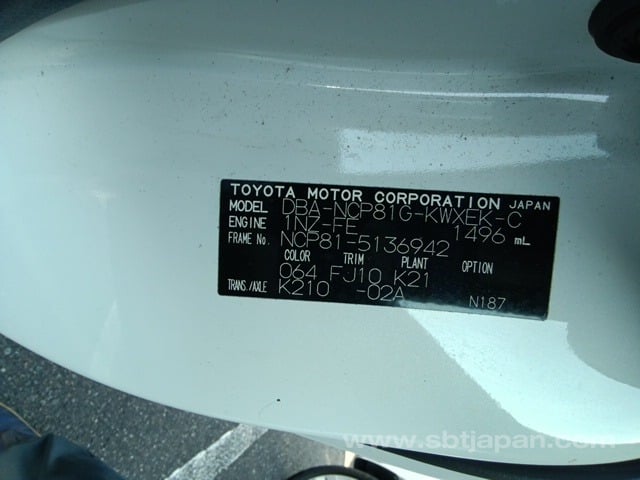 TOYOTA MOTOR CORPORATION JAPAN
MODEL DBA-NCP81G-KWXEK-C
ENGINE 1NZ-FE 1496 mL
FRAME No. NCP81-5136942
COLOR TRIM PLANT OPTION
064 FJ10 K21
TRANS./AXLE K210 -02A N187
www.sbtjapan.com